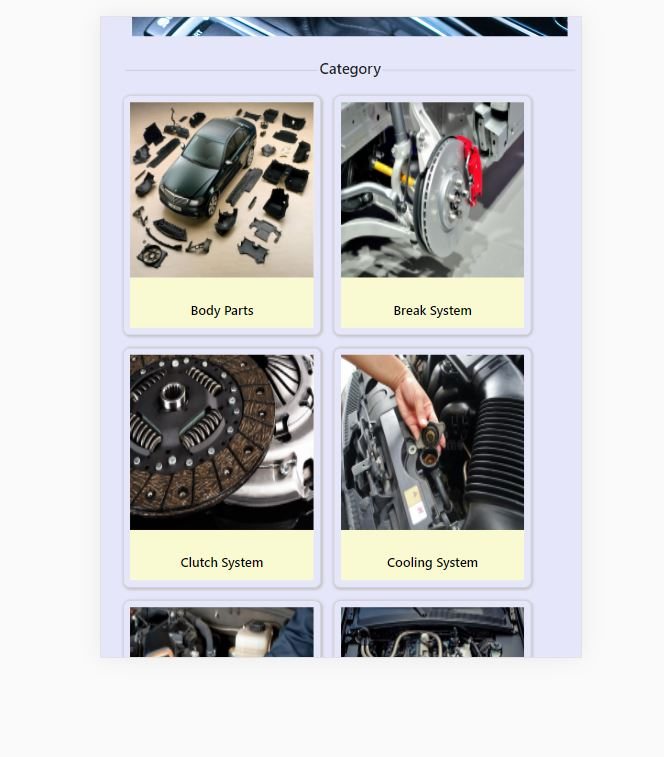 Category
Body Parts
Break System
Clutch System
Cooling System